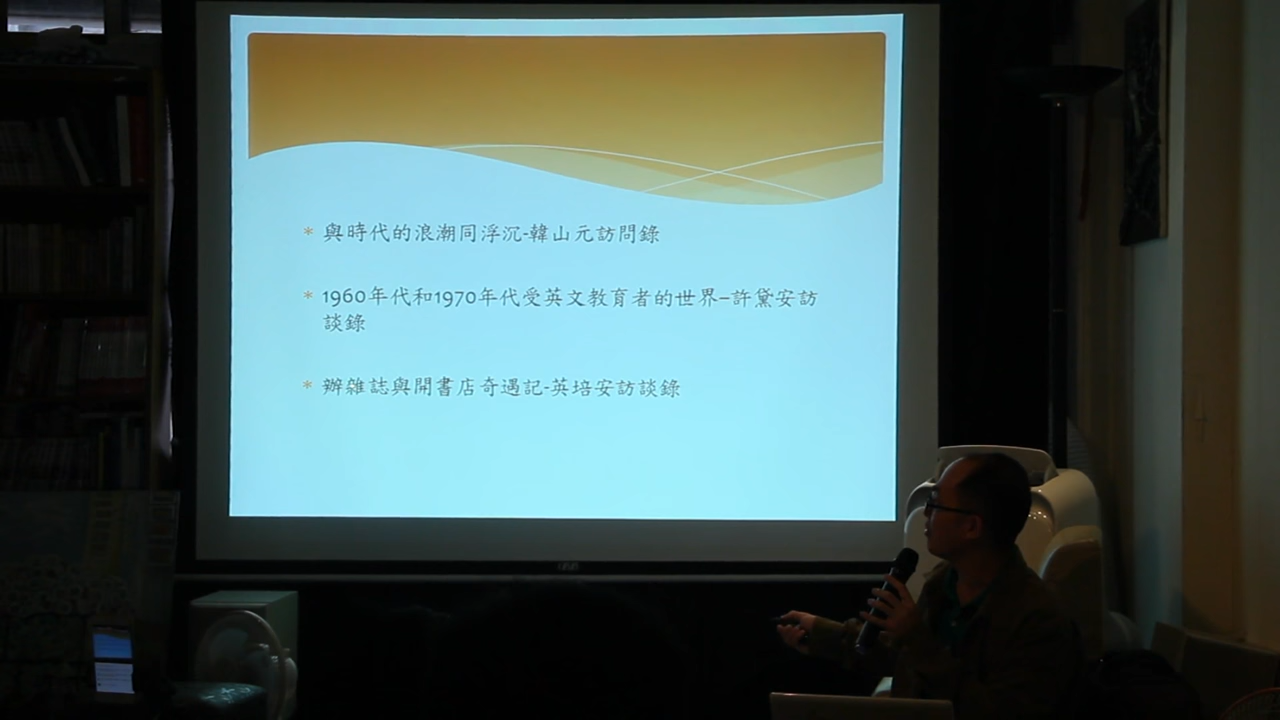 * 與時代的浪潮同浮沉-韓山元訪問錄
* 1960年代和1970年代受英文教育者的世界–許黛安訪
談錄
* 辦雜誌與開書店奇遇記-英培安訪談錄